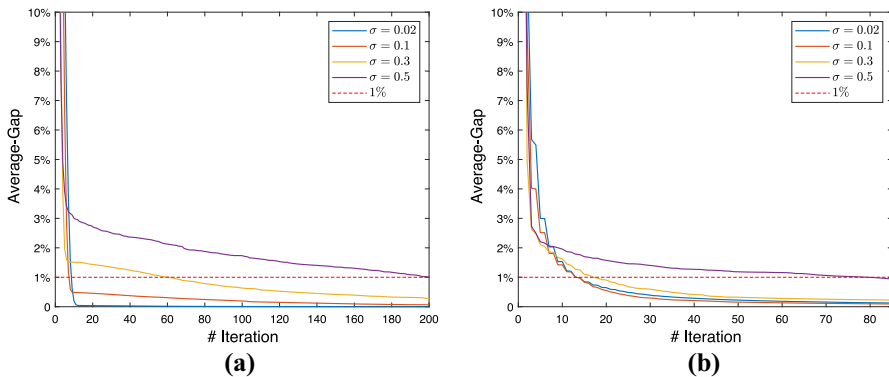 10%
9%
8%
7%
6%
5%
4%
3%
2%
1%
0
Average-Gap
0 20 40 60 80 100 120 140 160 180 200
# Iteration
σ = 0.02
σ = 0.1
σ = 0.3
σ = 0.5
1%
(a)
10%
9%
8%
7%
6%
5%
4%
3%
2%
1%
0
Average-Gap
0 10 20 30 40 50 60 70 80
# Iteration
σ = 0.02
σ = 0.1
σ = 0.3
σ = 0.5
1%
(b)